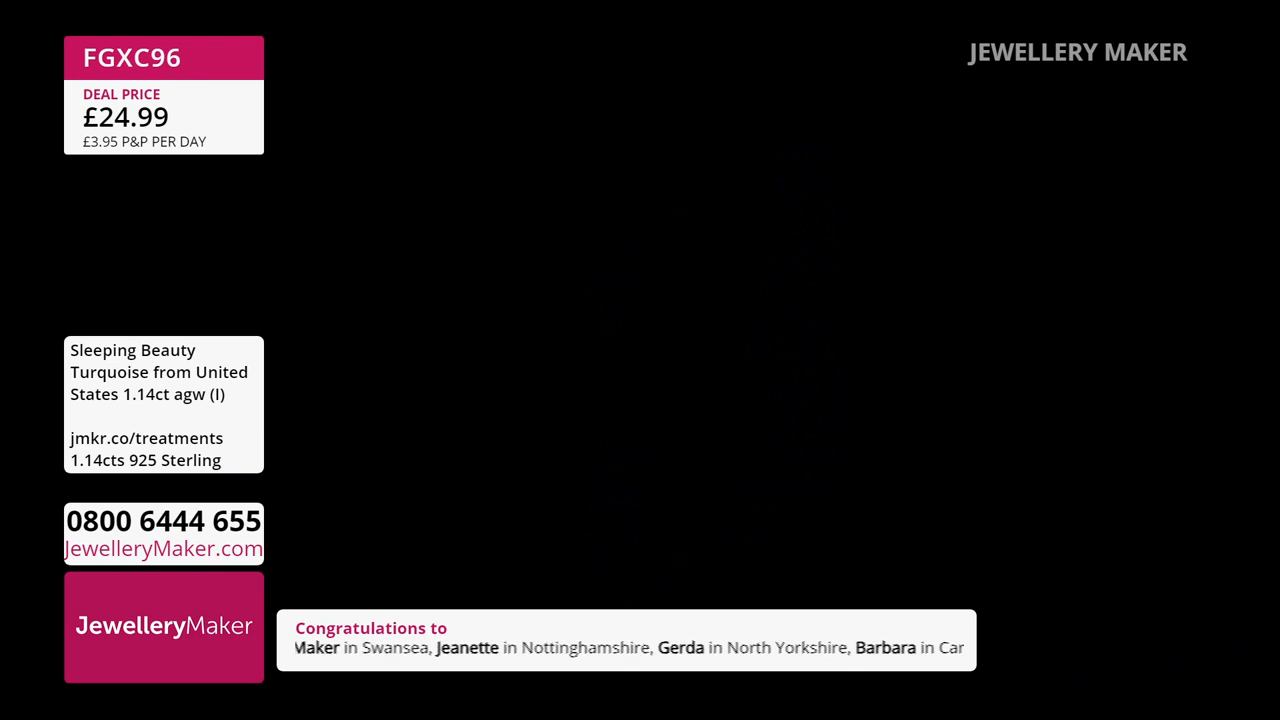 FGXC96
DEAL PRICE
£24.99
£3.95 P&P PER DAY
JEWELLERY MAKER
Sleeping Beauty
Turquoise from United
States 1.14ct agw (I)
jmkr.co/treatments
1.14cts 925 Sterling
0800 6444 655
JewelleryMaker.com
JewelleryMaker
Congratulations to
Maker in Swansea, Jeanette in Nottinghamshire, Gerda in North Yorkshire, Barbara in Car